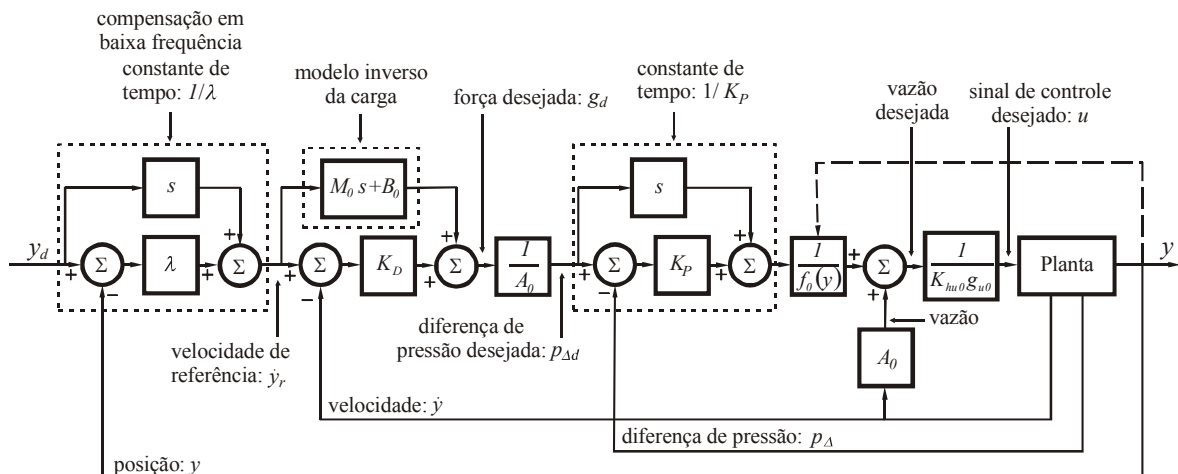 compensação em
baixa frequência
constante de
tempo: 1/λ
modelo inverso
da carga
força desejada: g_d
constante de
tempo: 1/ K_P
vazão
desejada
sinal de controle
desejado: u
s
M_0 s+B_0
s
y_d
+
Σ
−
λ
+
+
Σ
+
Σ
−
K_D
+
+
Σ
1
A_0
+
Σ
−
K_P
+
+
Σ
1
f_0(y)
+
Σ
+
1
K_hu0 g_u0
Planta
y
vazão
A_0
velocidade de
referência: ẏ_r
diferença de
pressão desejada: p_Δd
velocidade: ẏ
diferença de pressão: p_Δ
posição: y